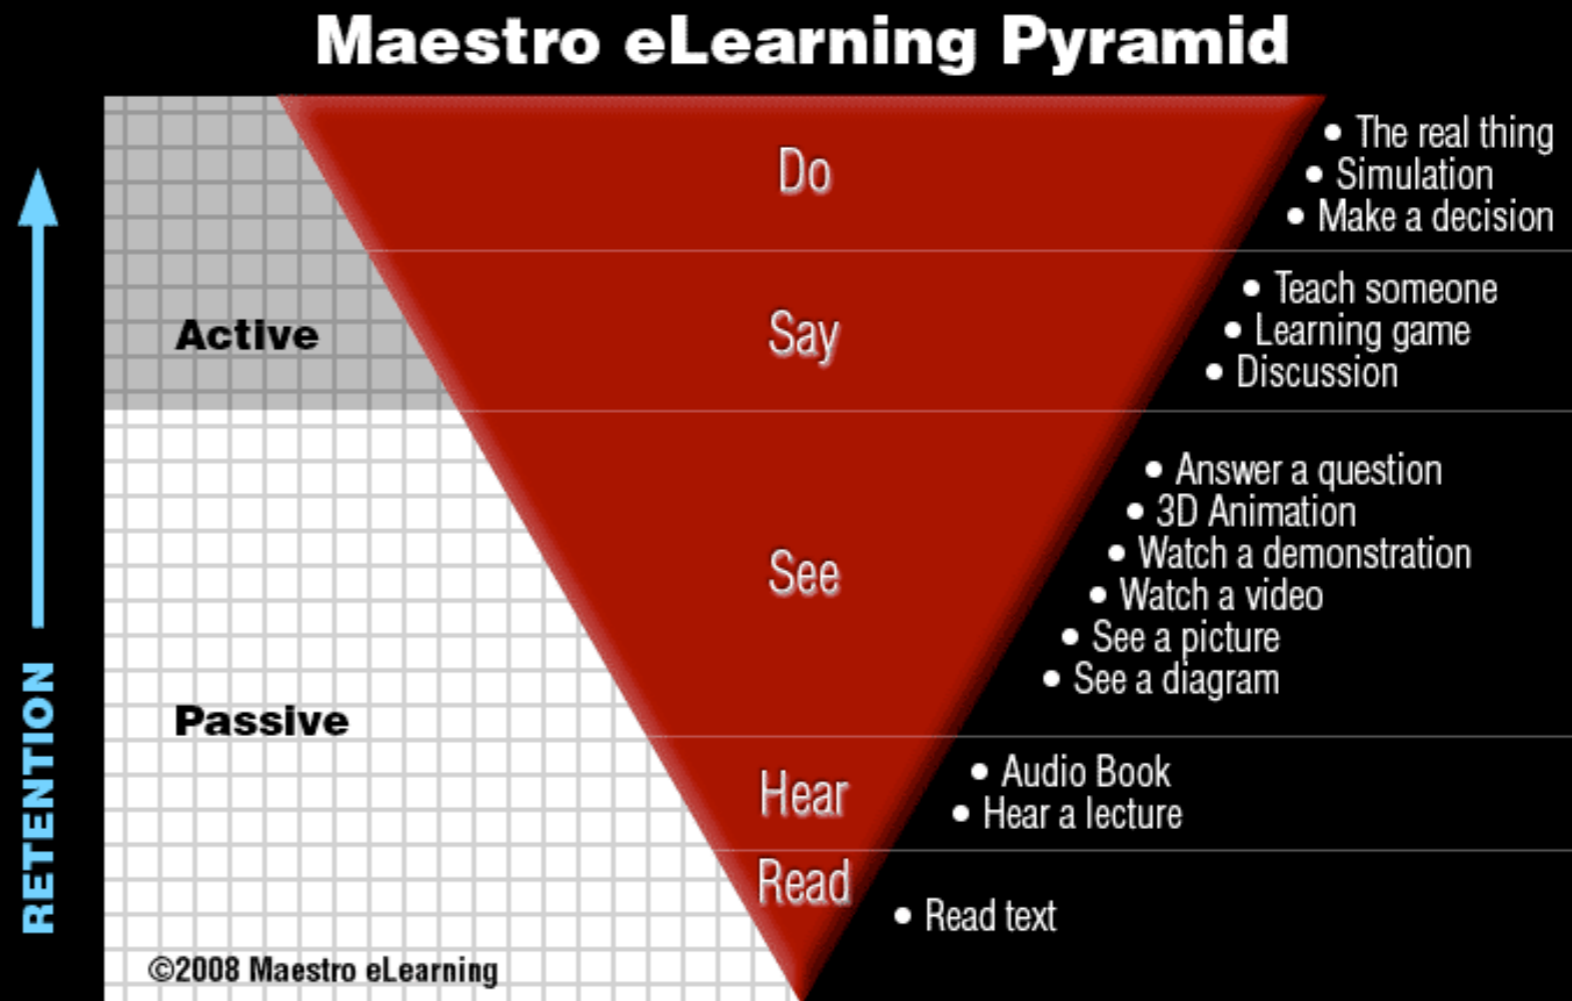 Maestro eLearning Pyramid
Do
• The real thing
• Simulation
• Make a decision
Active
Say
• Teach someone
• Learning game
• Discussion
See
• Answer a question
• 3D Animation
• Watch a demonstration
• Watch a video
• See a picture
• See a diagram
Passive
Hear
• Audio Book
• Hear a lecture
Read
• Read text
RETENTION
©2008 Maestro eLearning